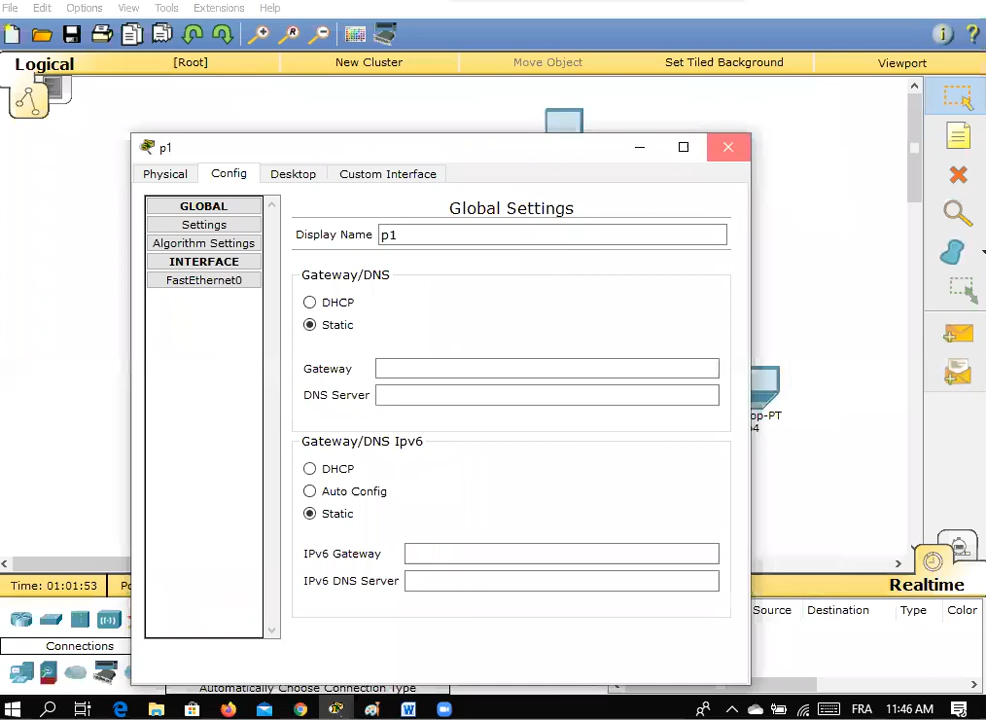 File Edit Options View Tools Extensions Help
Logical [Root] New Cluster Move Object Set Tiled Background Viewport
p1
Physical Config Desktop Custom Interface
GLOBAL
Settings
Algorithm Settings
INTERFACE
FastEthernet0
Global Settings
Display Name p1
Gateway/DNS
DHCP
Static
Gateway
DNS Server
Gateway/DNS Ipv6
DHCP
Auto Config
Static
IPv6 Gateway
IPv6 DNS Server
op-PT
Time: 01:01:53
Realtime
Connections
Source Destination Type Color
Automatically Choose Connection Type
FRA 11:46 AM